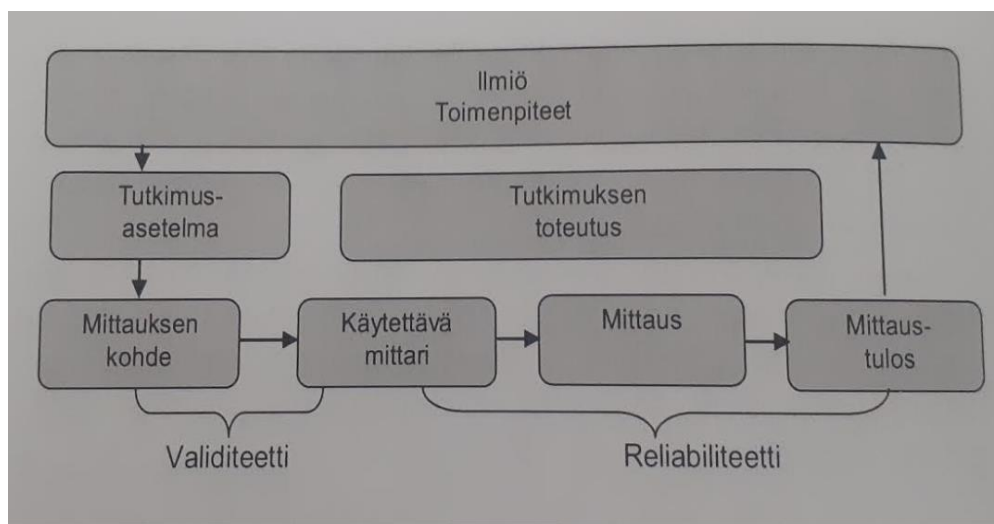 Ilmiö
Toimenpiteet
Tutkimus-
asetelma
Tutkimuksen
toteutus
Mittauksen
kohde
Käytettävä
mittari
Mittaus
Mittaus-
tulos
Validiteetti
Reliabiliteetti